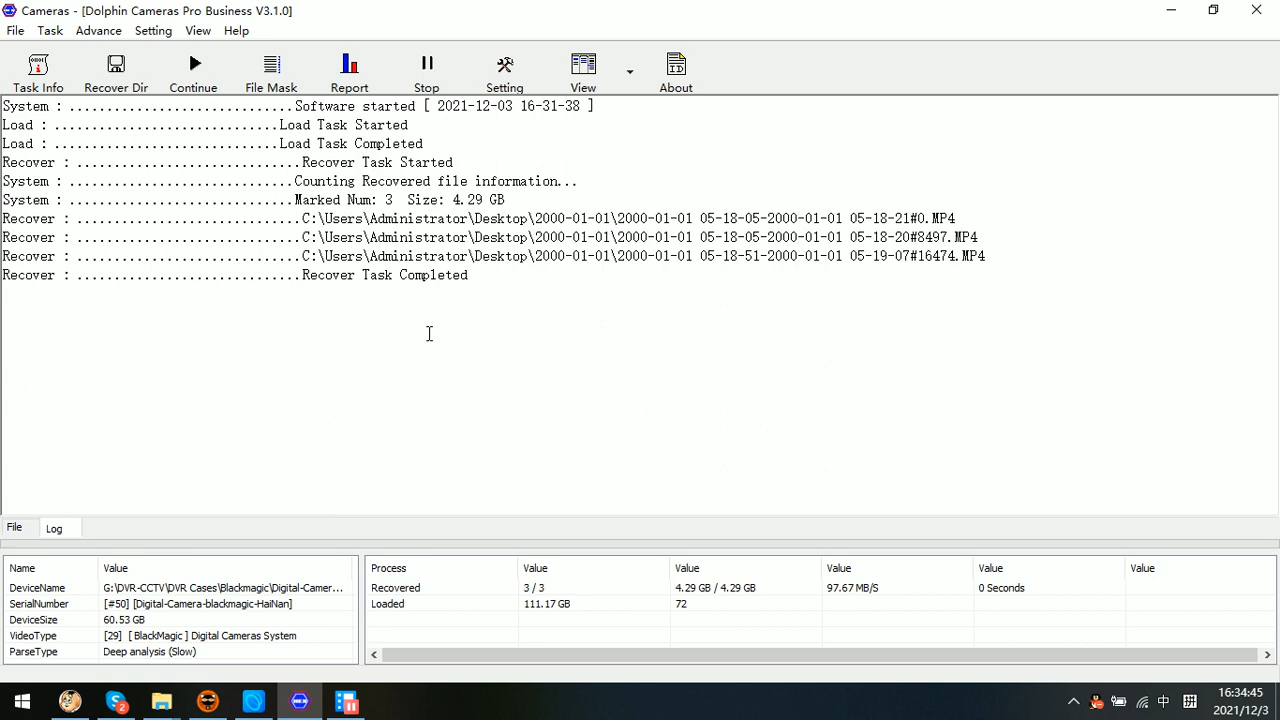 Cameras - [Dolphin Cameras Pro Business V3.1.0]
File Task Advance Setting View Help
Task Info Recover Dir Continue File Mask Report Stop Setting View About
System : ..............................Software started [ 2021-12-03 16-31-38 ]
Load : ..............................Load Task Started
Load : ..............................Load Task Completed
Recover : ..............................Recover Task Started
System : ..............................Counting Recovered file information...
System : ..............................Marked Num: 3 Size: 4.29 GB
Recover : ..............................C:\Users\Administrator\Desktop\2000-01-01\2000-01-01 05-18-05-2000-01-01 05-18-21#0.MP4
Recover : ..............................C:\Users\Administrator\Desktop\2000-01-01\2000-01-01 05-18-05-2000-01-01 05-18-20#8497.MP4
Recover : ..............................C:\Users\Administrator\Desktop\2000-01-01\2000-01-01 05-18-51-2000-01-01 05-19-07#16474.MP4
Recover : ..............................Recover Task Completed
File Log
Name Value Process Value Value Value Value Value
DeviceName G:\DVR-CCTV\DVR Cases\Blackmagic\Digital-Camer... Recovered 3 / 3 4.29 GB / 4.29 GB 97.67 MB/S 0 Seconds
SerialNumber [#50] [Digital-Camera-blackmagic-HaiNan] Loaded 111.17 GB 72
DeviceSize 60.53 GB
VideoType [29] [ BlackMagic ] Digital Cameras System
ParseType Deep analysis (Slow)
中 拼 16:34:45
2021/12/3